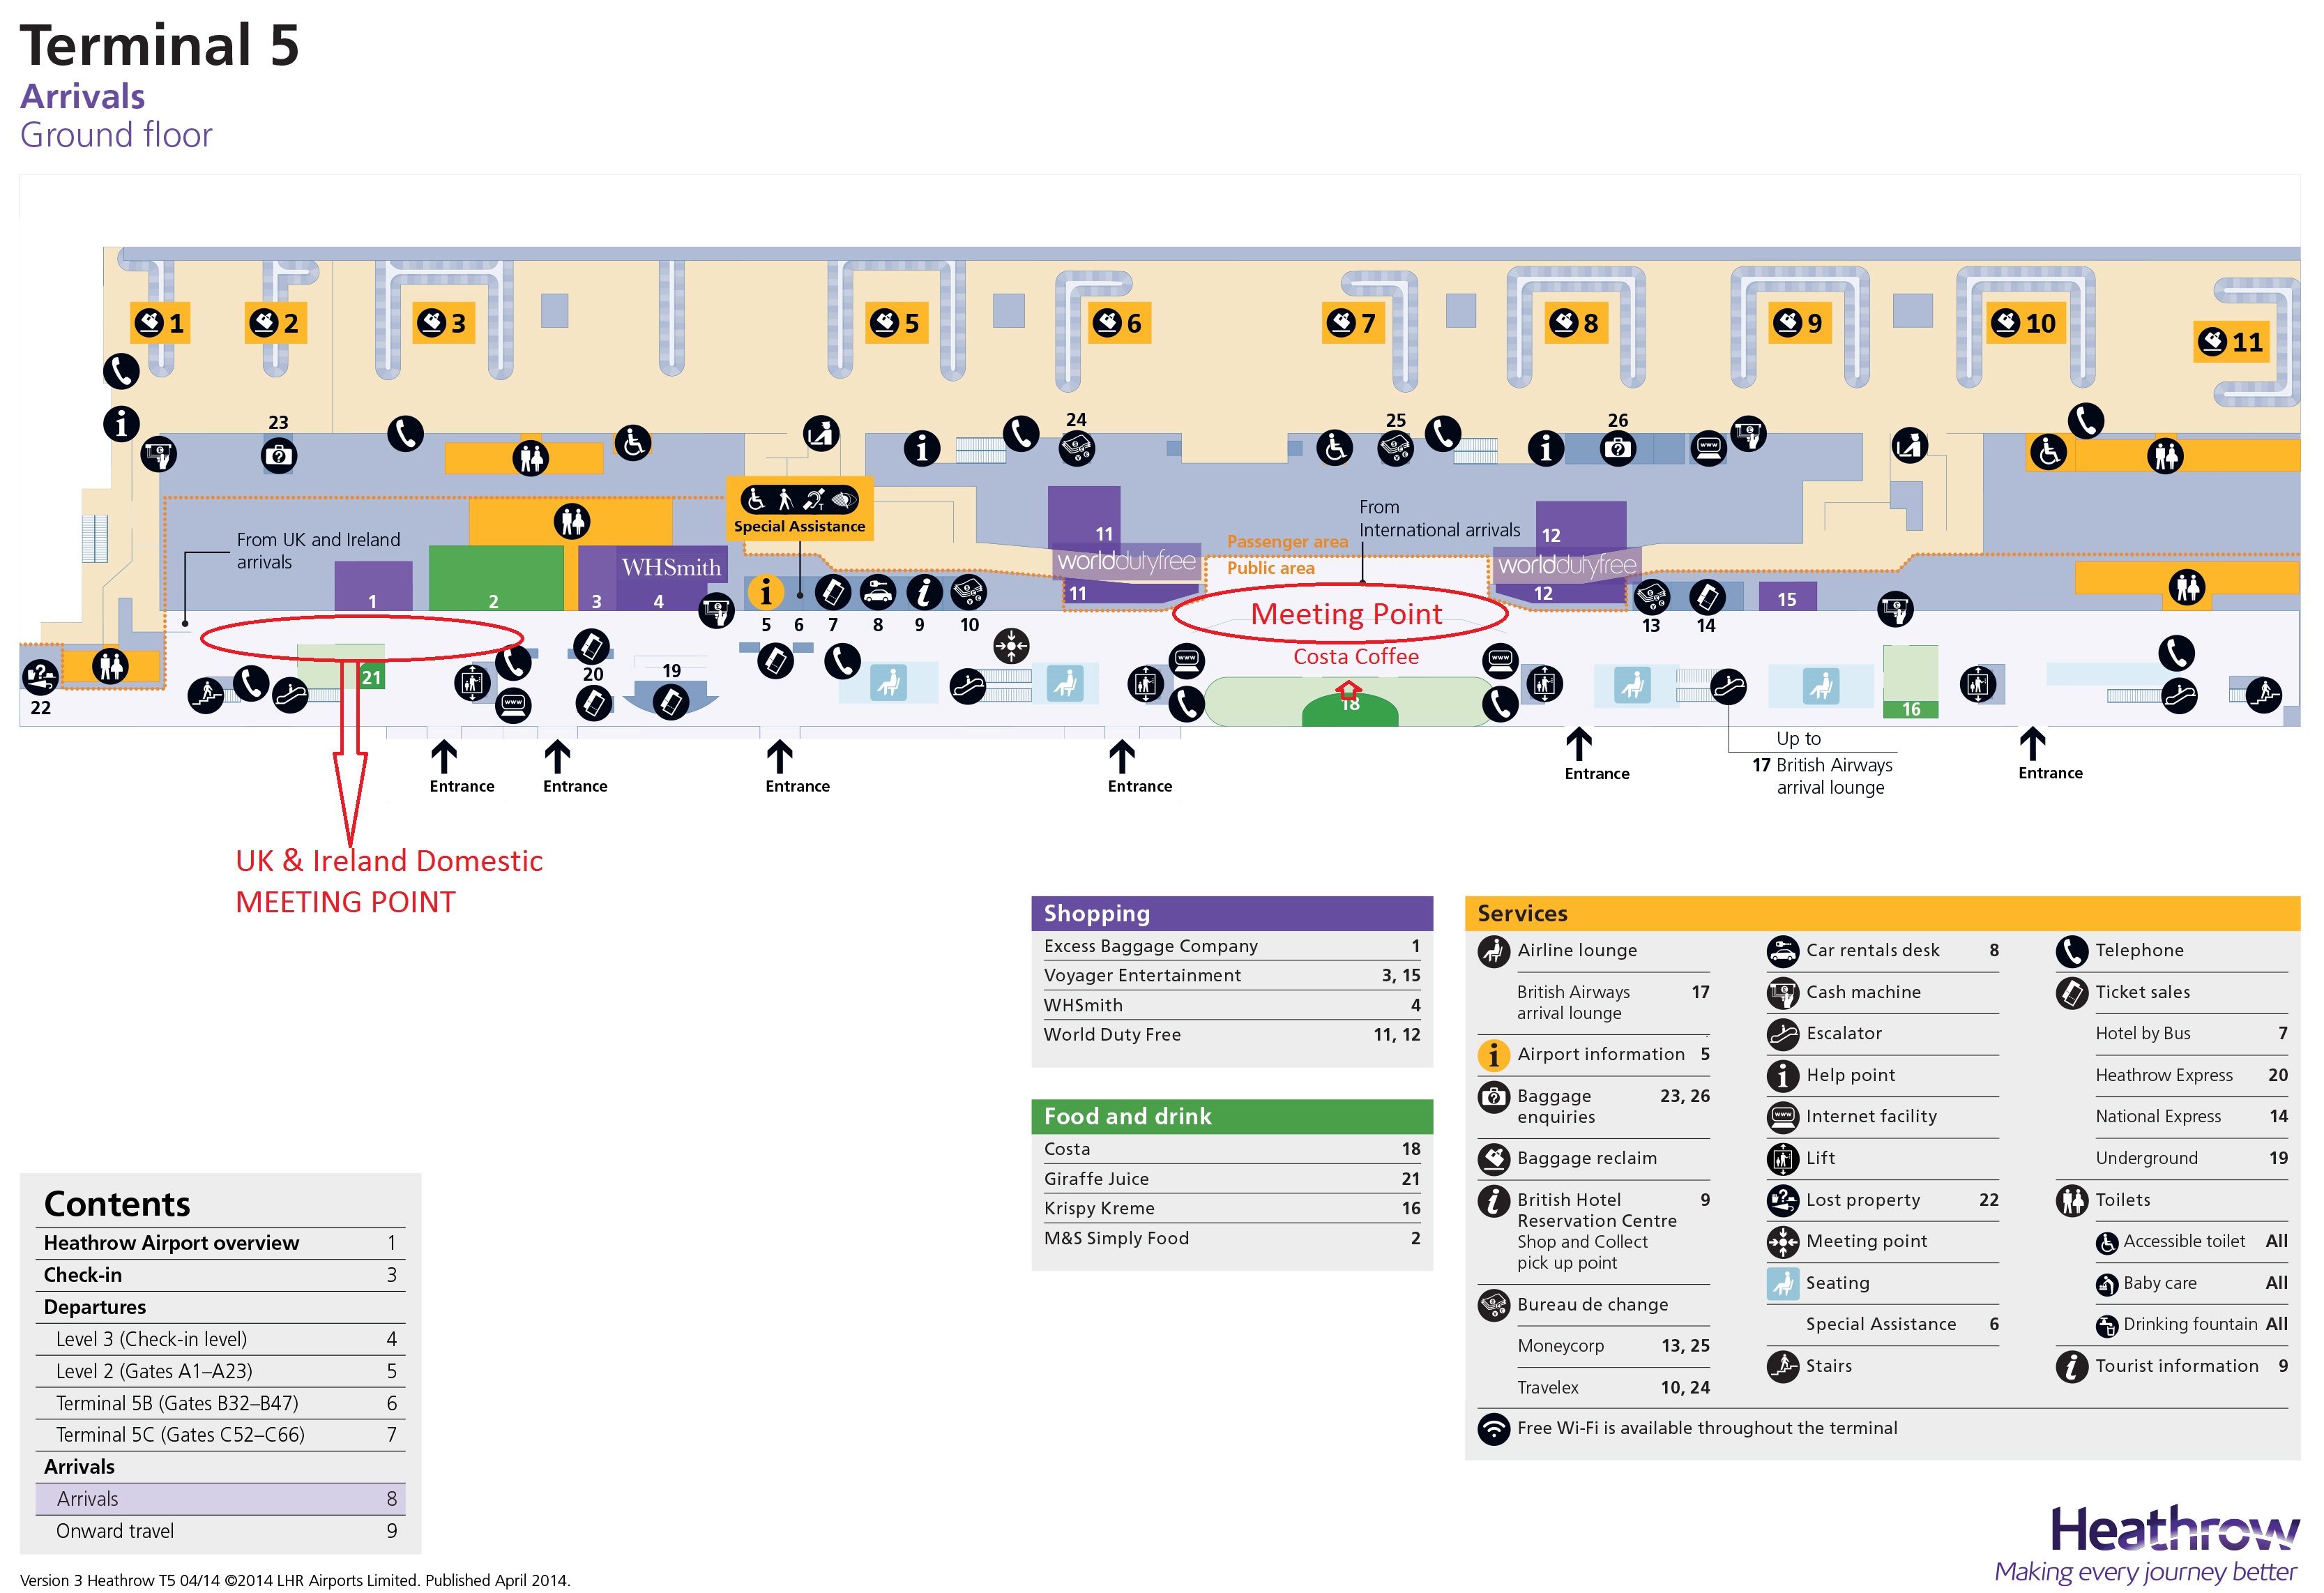 Terminal 5
Arrivals
Ground floor
1
2
3
5
6
7
8
9
10
11
23
24
25
26
Special Assistance
From UK and Ireland
arrivals
From
International arrivals
Passenger area
Public area
11
worlddutyfree
11
12
worlddutyfree
12
WHSmith
1
2
3
4
5
6
7
8
9
10
13
14
15
Meeting Point
Costa Coffee
18
16
19
20
21
22
Entrance
Entrance
Entrance
Entrance
Entrance
Entrance
Up to
17 British Airways
arrival lounge
UK & Ireland Domestic
MEETING POINT
Shopping
Excess Baggage Company 1
Voyager Entertainment 3, 15
WHSmith 4
World Duty Free 11, 12
Food and drink
Costa 18
Giraffe Juice 21
Krispy Kreme 16
M&S Simply Food 2
Services
Airline lounge
British Airways 17
arrival lounge
Airport information 5
Baggage 23, 26
enquiries
Baggage reclaim
British Hotel 9
Reservation Centre
Shop and Collect
pick up point
Bureau de change
Moneycorp 13, 25
Travelex 10, 24
Car rentals desk 8
Cash machine
Escalator
Help point
Internet facility
Lift
Lost property 22
Meeting point
Seating
Special Assistance 6
Stairs
Telephone
Ticket sales
Hotel by Bus 7
Heathrow Express 20
National Express 14
Underground 19
Toilets
Accessible toilet All
Baby care All
Drinking fountain All
Tourist information 9
Free Wi-Fi is available throughout the terminal
Contents
Heathrow Airport overview 1
Check-in 3
Departures
Level 3 (Check-in level) 4
Level 2 (Gates A1–A23) 5
Terminal 5B (Gates B32–B47) 6
Terminal 5C (Gates C52–C66) 7
Arrivals
Arrivals 8
Onward travel 9
Version 3 Heathrow T5 04/14 ©2014 LHR Airports Limited. Published April 2014.
Heathrow
Making every journey better